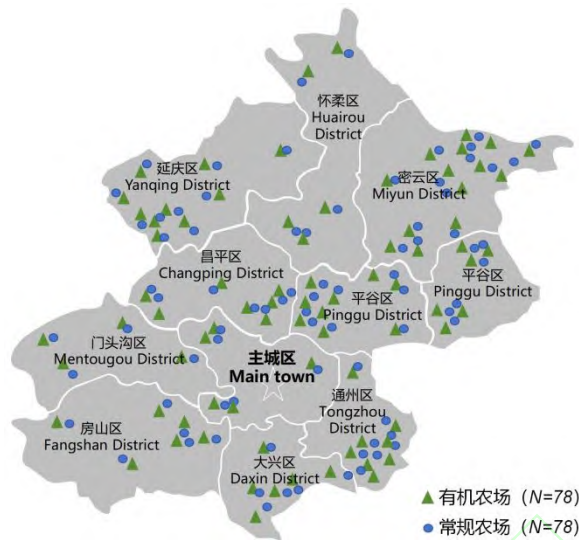 怀柔区
Huairou
District
延庆区
Yanqing District
密云区
Miyun District
昌平区
Changping District
平谷区
Pinggu District
平谷区
Pinggu District
门头沟区
Mentougou District
主城区
Main town
通州区
Tongzhou
District
房山区
Fangshan District
大兴区
Daxin District
有机农场（N=78）
常规农场（N=78）